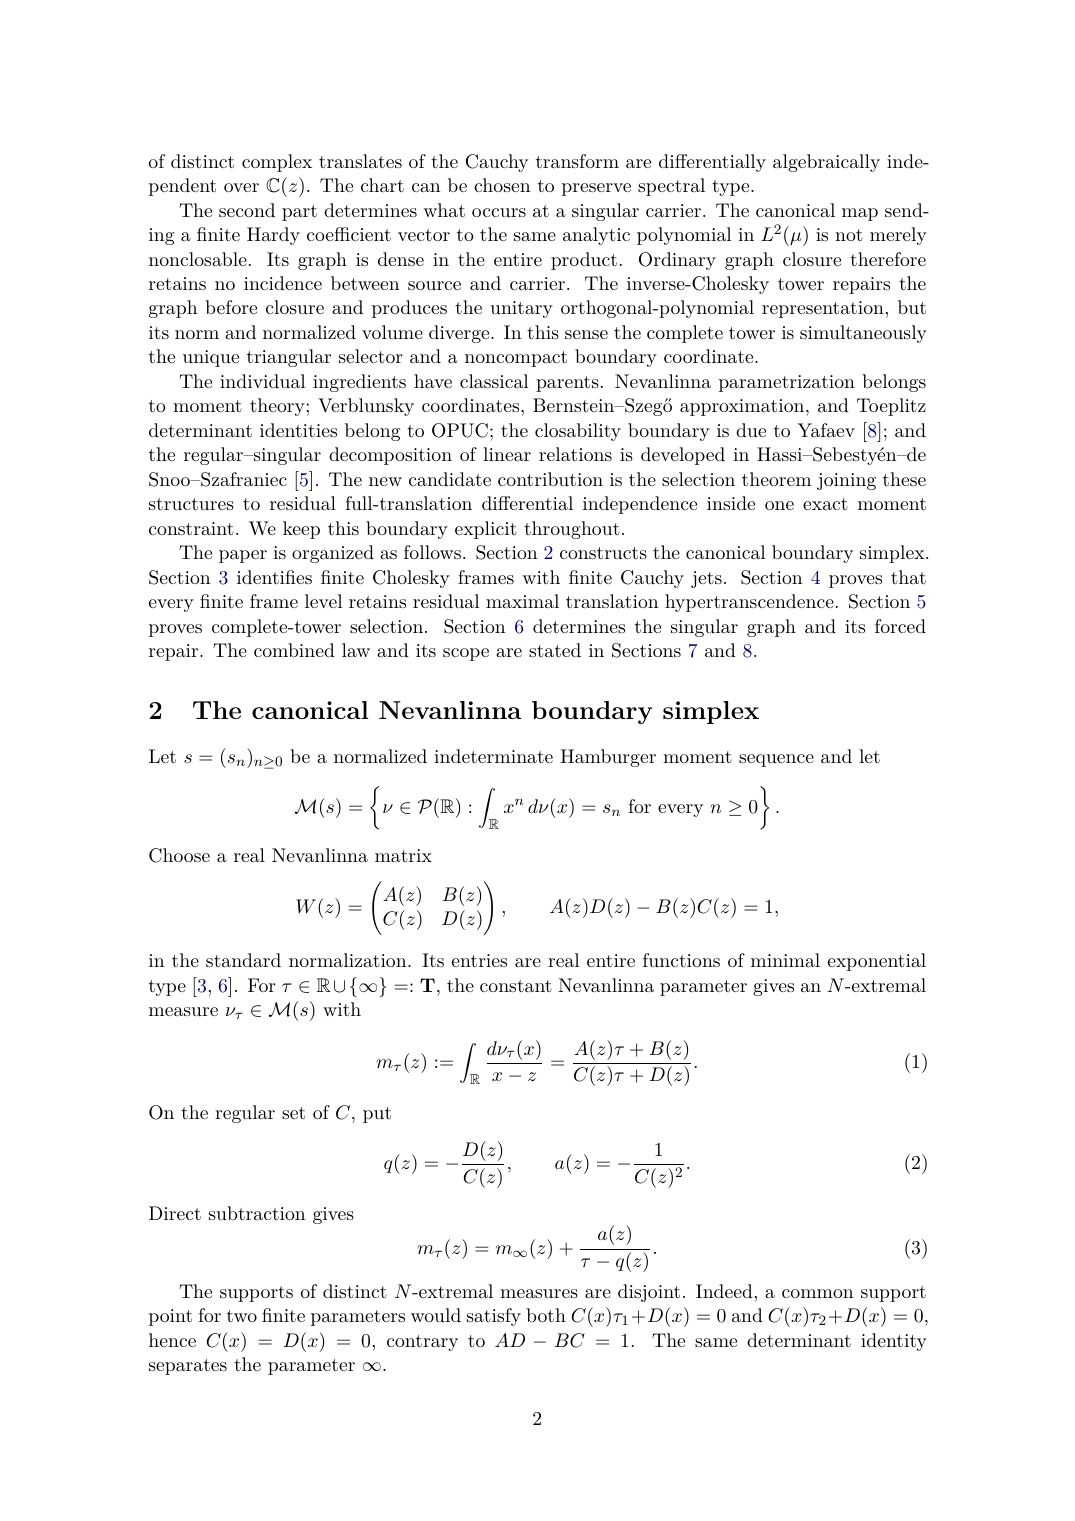 of distinct complex translates of the Cauchy transform are differentially algebraically inde-
pendent over ℂ(z). The chart can be chosen to preserve spectral type.
The second part determines what occurs at a singular carrier. The canonical map send-
ing a finite Hardy coefficient vector to the same analytic polynomial in L²(μ) is not merely
nonclosable. Its graph is dense in the entire product. Ordinary graph closure therefore
retains no incidence between source and carrier. The inverse-Cholesky tower repairs the
graph before closure and produces the unitary orthogonal-polynomial representation, but
its norm and normalized volume diverge. In this sense the complete tower is simultaneously
the unique triangular selector and a noncompact boundary coordinate.
The individual ingredients have classical parents. Nevanlinna parametrization belongs
to moment theory; Verblunsky coordinates, Bernstein–Szegő approximation, and Toeplitz
determinant identities belong to OPUC; the closability boundary is due to Yafaev [8]; and
the regular–singular decomposition of linear relations is developed in Hassi–Sebestyén–de
Snoo–Szafraniec [5]. The new candidate contribution is the selection theorem joining these
structures to residual full-translation differential independence inside one exact moment
constraint. We keep this boundary explicit throughout.
The paper is organized as follows. Section 2 constructs the canonical boundary simplex.
Section 3 identifies finite Cholesky frames with finite Cauchy jets. Section 4 proves that
every finite frame level retains residual maximal translation hypertranscendence. Section 5
proves complete-tower selection. Section 6 determines the singular graph and its forced
repair. The combined law and its scope are stated in Sections 7 and 8.
2 The canonical Nevanlinna boundary simplex
Let s = (sₙ)ₙ≥₀ be a normalized indeterminate Hamburger moment sequence and let
ℳ(s) = { ν ∈ 𝒫(ℝ) : ∫_ℝ xⁿ dν(x) = sₙ for every n ≥ 0 } .
Choose a real Nevanlinna matrix
W(z) = ( A(z) B(z) ; C(z) D(z) ) , A(z)D(z) − B(z)C(z) = 1,
in the standard normalization. Its entries are real entire functions of minimal exponential
type [3, 6]. For τ ∈ ℝ ∪ {∞} =: 𝐓, the constant Nevanlinna parameter gives an N-extremal
measure ν_τ ∈ ℳ(s) with
m_τ(z) := ∫_ℝ dν_τ(x) / (x − z) = (A(z)τ + B(z)) / (C(z)τ + D(z)). (1)
On the regular set of C, put
q(z) = − D(z)/C(z), a(z) = − 1/C(z)². (2)
Direct subtraction gives
m_τ(z) = m_∞(z) + a(z) / (τ − q(z)). (3)
The supports of distinct N-extremal measures are disjoint. Indeed, a common support
point for two finite parameters would satisfy both C(x)τ₁+D(x) = 0 and C(x)τ₂+D(x) = 0,
hence C(x) = D(x) = 0, contrary to AD − BC = 1. The same determinant identity
separates the parameter ∞.
2